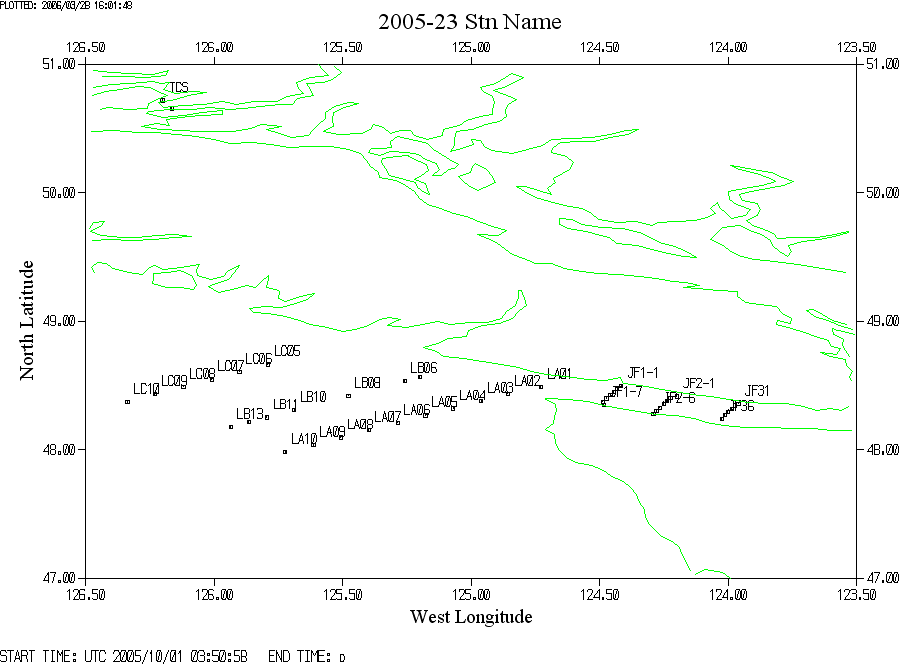 PLOTTED: 2006/03/28 16:01:48
2005-23 Stn Name
126.50 126.00 125.50 125.00 124.50 124.00 123.50
51.00 51.00
TCS
50.00 50.00
North Latitude
49.00 49.00
LC10 LC09 LC08 LC07 LC06 LC05
LB13 LB11 LB10 LB08 LB06
LA10 LA09 LA08 LA07 LA06 LA05 LA04 LA03 LA02 LA01
JF1-1 JF2-1 JF31
JF1-7 36
48.00 48.00
47.00 47.00
126.50 126.00 125.50 125.00 124.50 124.00 123.50
West Longitude
START TIME: UTC 2005/10/01 03:50:58 END TIME: 0